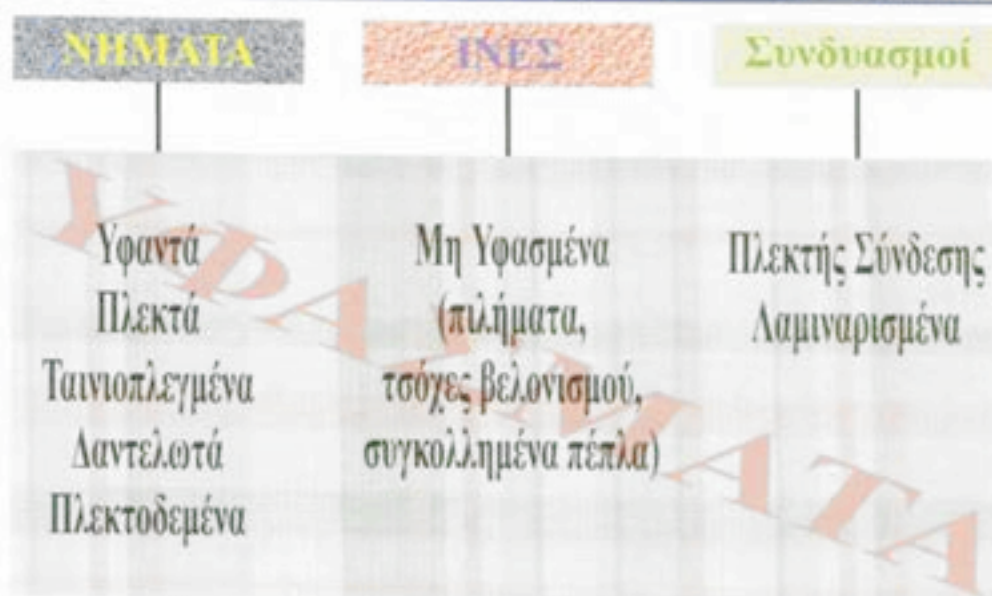 ΝΗΜΑΤΑ
Υφαντά
Πλεκτά
Ταινιοπλεγμένα
Δαντελωτά
Πλεκτοδεμένα
ΙΝΕΣ
Μη Υφασμένα
(πιλήματα,
τσόχες βελονισμού,
συγκολλημένα πέπλα)
Συνδυασμοί
Πλεκτής Σύνδεσης
Λαμιναρισμένα
ΥΦΑΣΜΑΤΑ